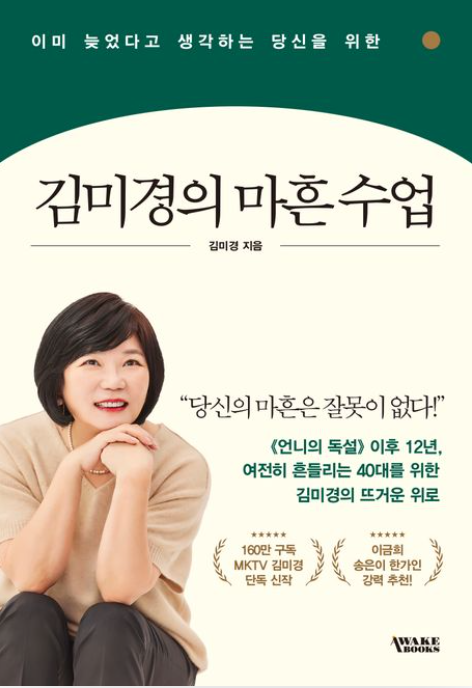 이미 늦었다고 생각하는 당신을 위한
김미경의 마흔 수업
김미경 지음
“당신의 마흔은 잘못이 없다!”
《언니의 독설》 이후 12년,
여전히 흔들리는 40대를 위한
김미경의 뜨거운 위로
★★★★★
160만 구독
MKTV 김미경
단독 신작
★★★★★
이금희
송은이 한가인
강력 추천!
AWAKE
BOOKS